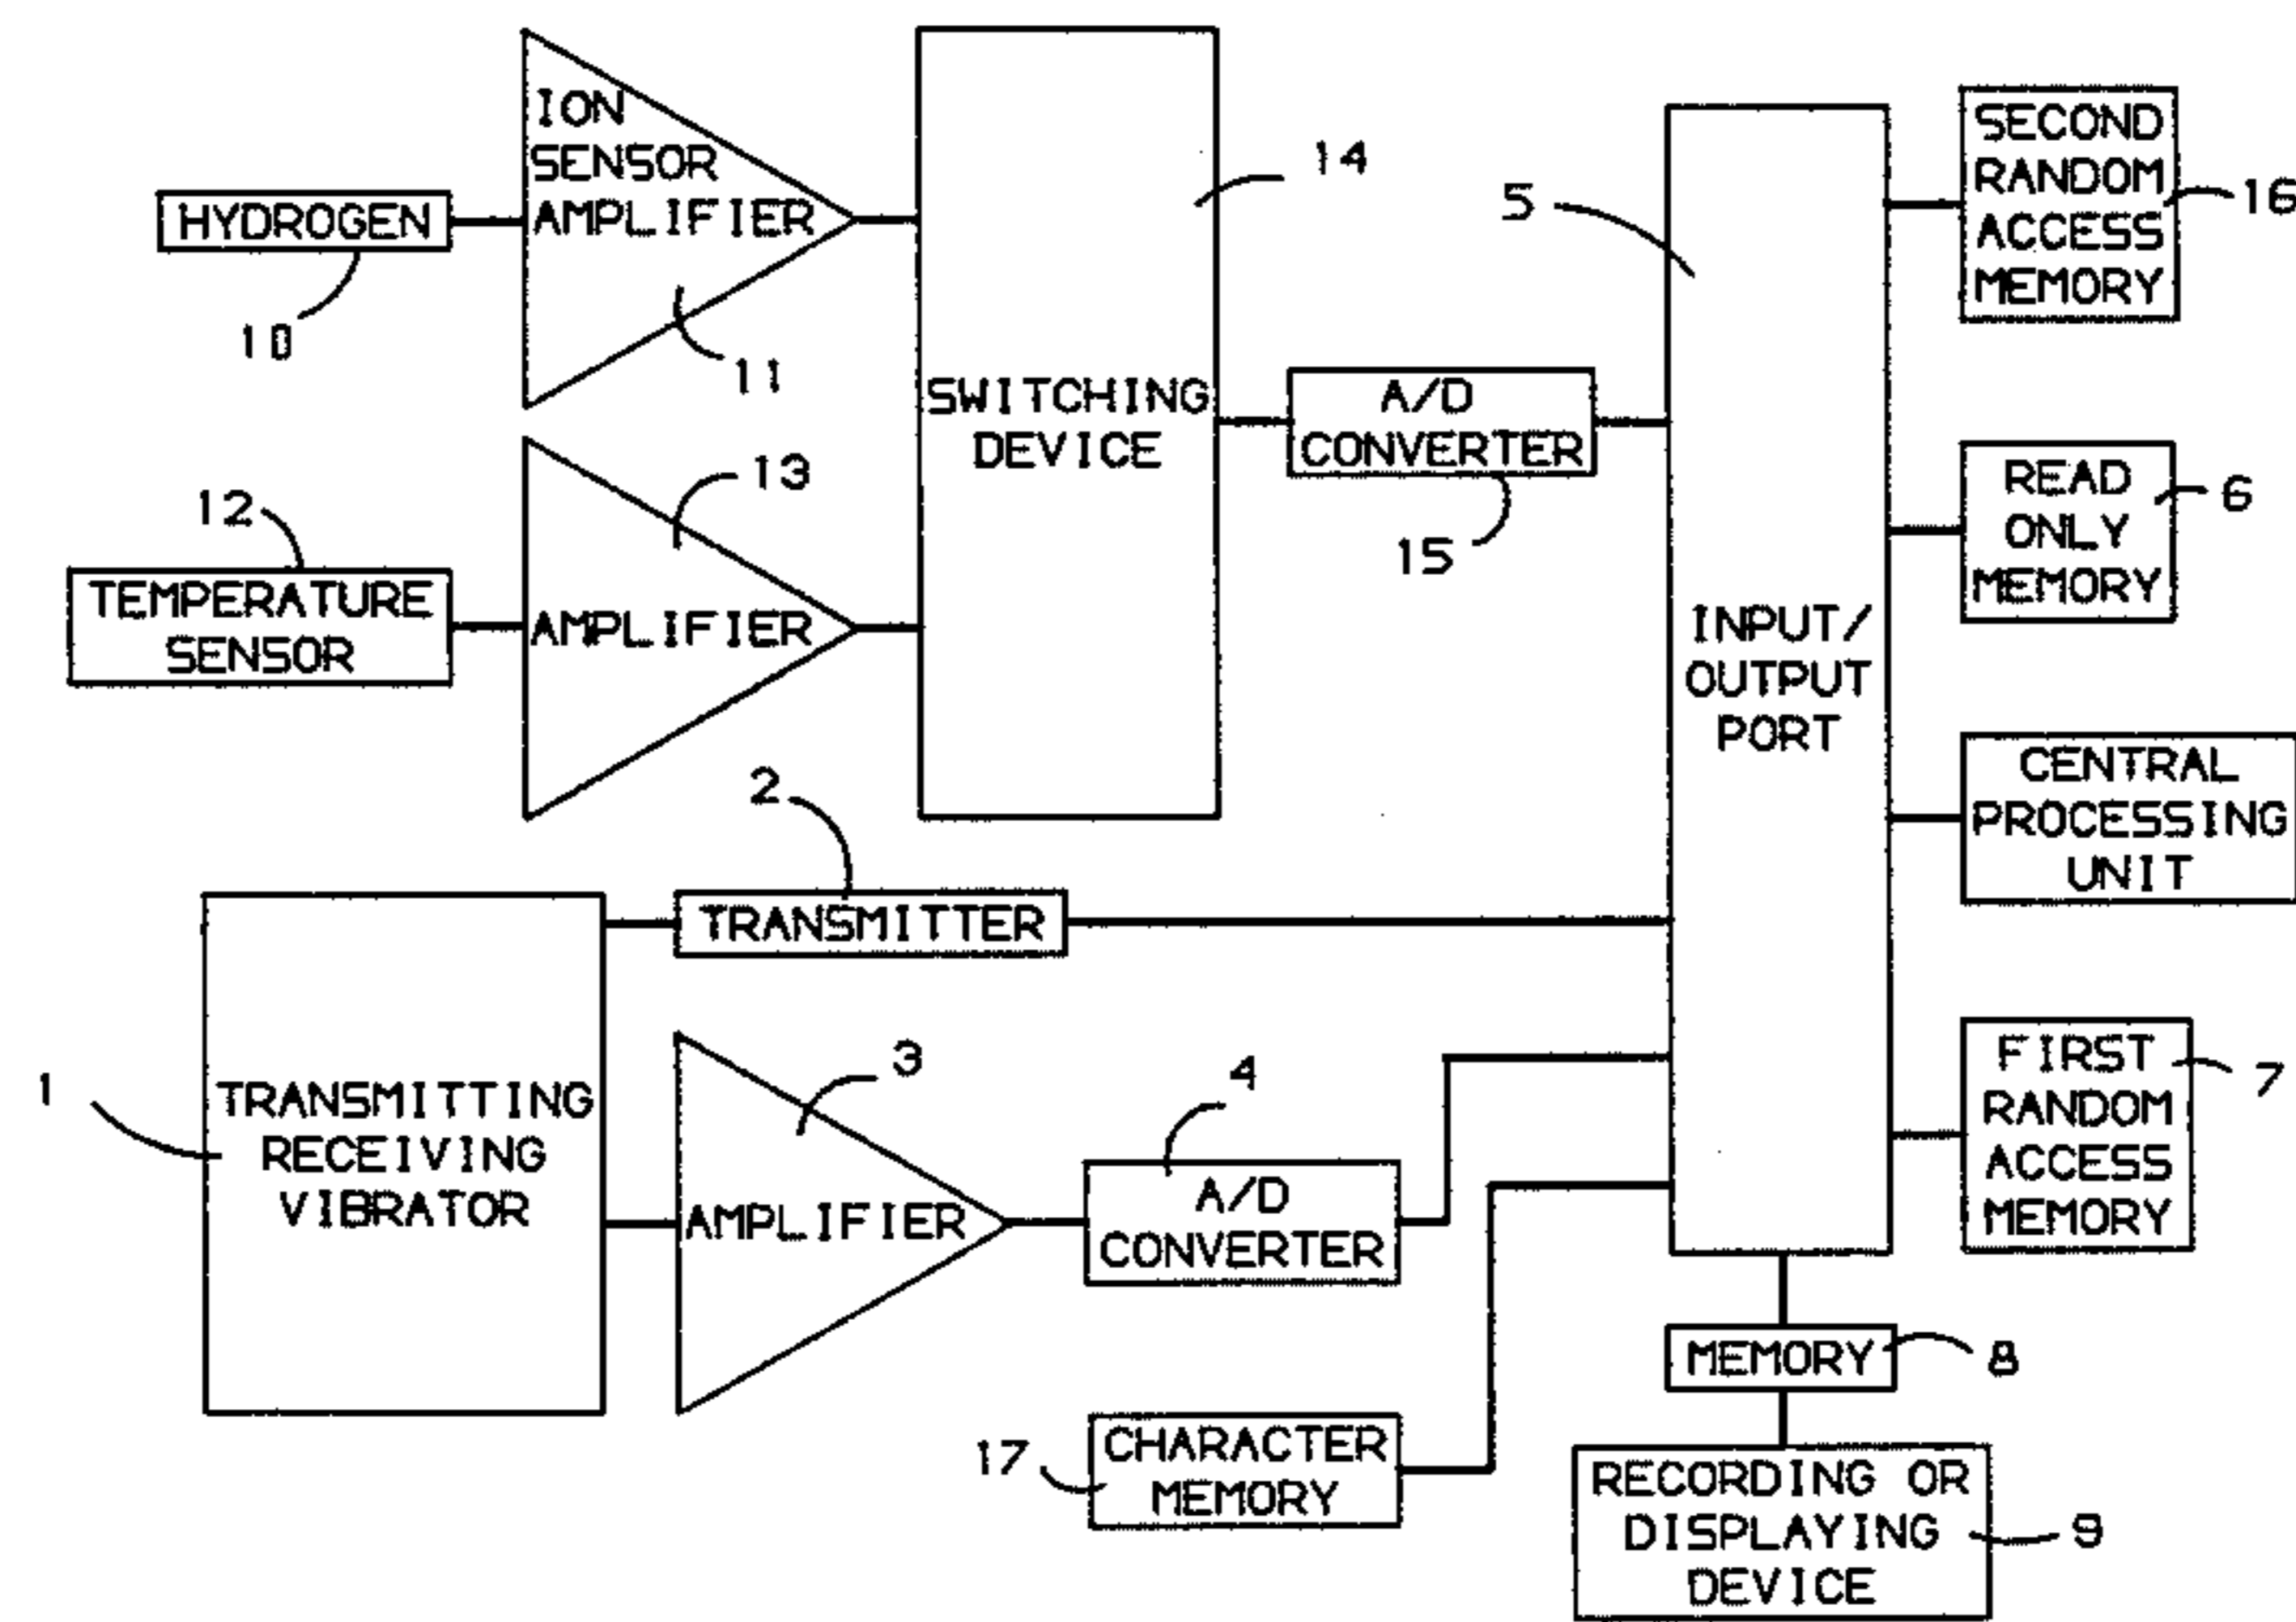 HYDROGEN
10
ION
SENSOR
AMPLIFIER
11
TEMPERATURE
SENSOR
12
AMPLIFIER
13
SWITCHING
DEVICE
14
A/D
CONVERTER
15
5
INPUT/
OUTPUT
PORT
SECOND
RANDOM
ACCESS
MEMORY
16
READ
ONLY
MEMORY
6
CENTRAL
PROCESSING
UNIT
FIRST
RANDOM
ACCESS
MEMORY
7
1
TRANSMITTING
RECEIVING
VIBRATOR
2
TRANSMITTER
3
AMPLIFIER
4
A/D
CONVERTER
17
CHARACTER
MEMORY
MEMORY
8
RECORDING OR
DISPLAYING
DEVICE
9